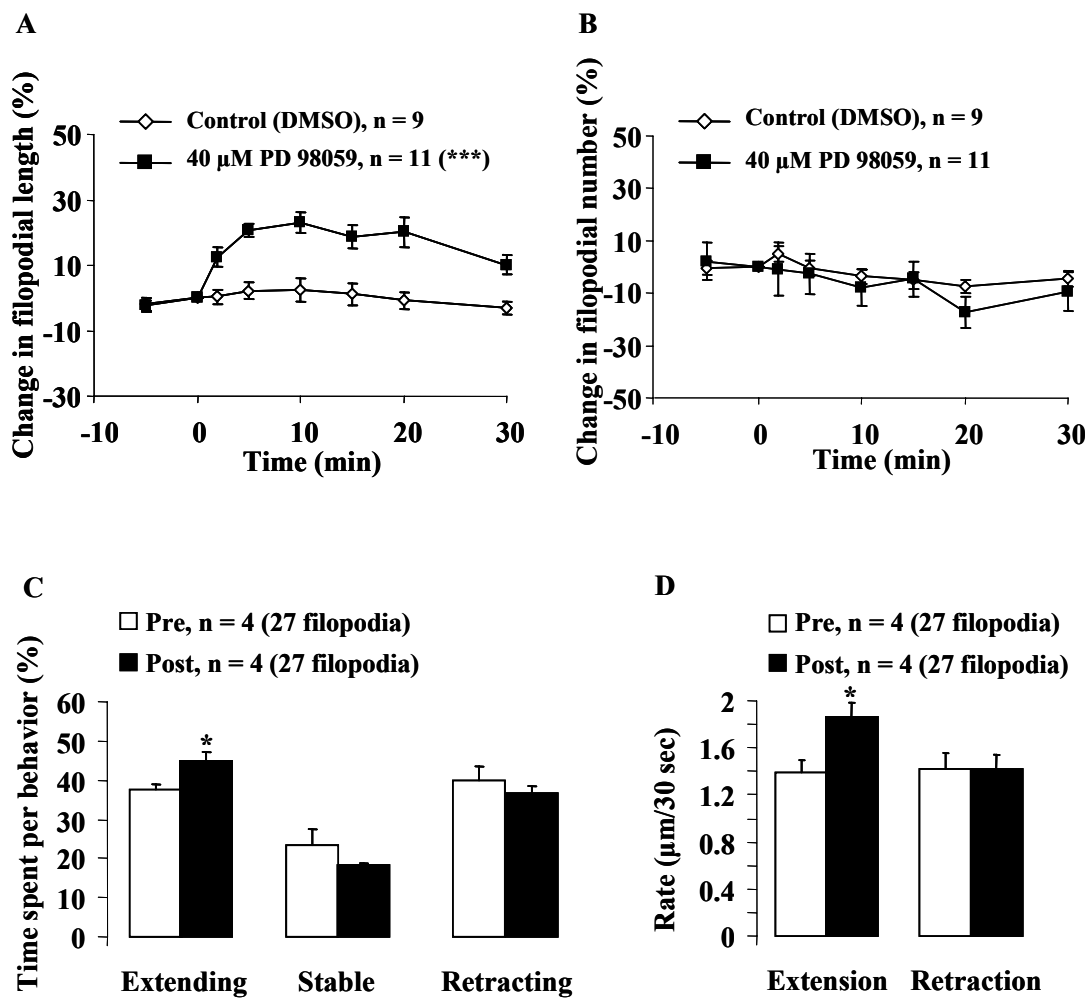 A
Change in filopodial length (%)
Control (DMSO), n = 9
40 µM PD 98059, n = 11 (***)
50
30
10
-10
-30
-10
0
10
20
30
Time (min)
B
Change in filopodial number (%)
Control (DMSO), n = 9
40 µM PD 98059, n = 11
50
30
10
-10
-30
-50
-10
0
10
20
30
Time (min)
C
Pre, n = 4 (27 filopodia)
Post, n = 4 (27 filopodia)
Time spent per behavior (%)
60
50
40
30
20
10
0
*
Extending
Stable
Retracting
D
Pre, n = 4 (27 filopodia)
Post, n = 4 (27 filopodia)
Rate (µm/30 sec)
2
1.6
1.2
0.8
0.4
0
*
Extension
Retraction